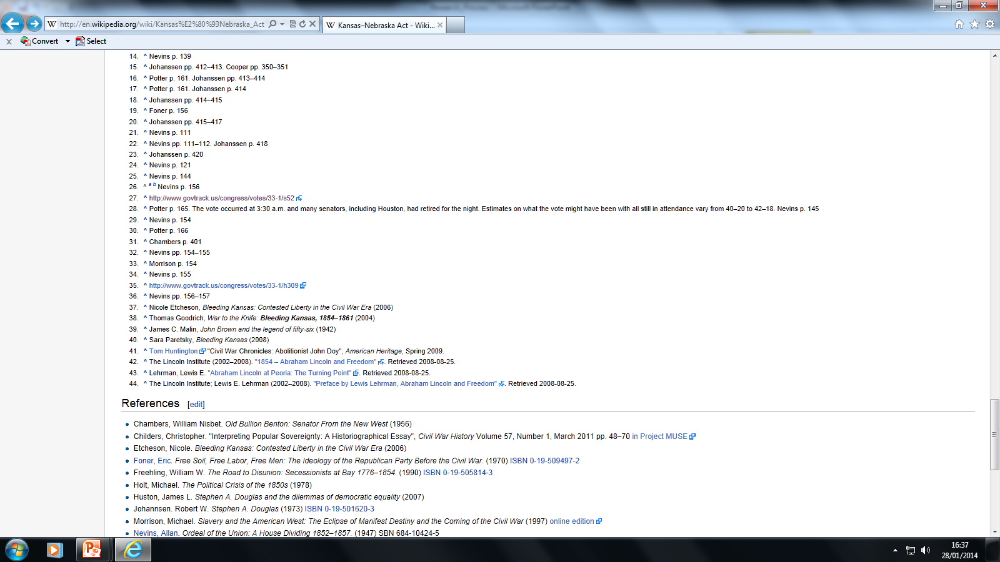 http://en.wikipedia.org/wiki/Kansas%E2%80%93Nebraska_Act
W Kansas–Nebraska Act - Wiki...
x Convert Select
14. ^ Nevins p. 139
15. ^ Johanssen pp. 412–413. Cooper pp. 350–351
16. ^ Potter p. 161. Johanssen pp. 413–414
17. ^ Potter p. 161. Johanssen p. 414
18. ^ Johanssen pp. 414–415
19. ^ Foner p. 156
20. ^ Johanssen pp. 415–417
21. ^ Nevins p. 111
22. ^ Nevins pp. 111–112. Johanssen p. 418
23. ^ Johanssen p. 420
24. ^ Nevins p. 121
25. ^ Nevins p. 144
26. ^ a b Nevins p. 156
27. ^ http://www.govtrack.us/congress/votes/33-1/s52
28. ^ Potter p. 165. The vote occurred at 3:30 a.m. and many senators, including Houston, had retired for the night. Estimates on what the vote might have been with all still in attendance vary from 40–20 to 42–18. Nevins p. 145
29. ^ Nevins p. 154
30. ^ Potter p. 166
31. ^ Chambers p. 401
32. ^ Nevins pp. 154–155
33. ^ Morrison p. 154
34. ^ Nevins p. 155
35. ^ http://www.govtrack.us/congress/votes/33-1/h309
36. ^ Nevins pp. 156–157
37. ^ Nicole Etcheson, Bleeding Kansas: Contested Liberty in the Civil War Era (2006)
38. ^ Thomas Goodrich, War to the Knife: Bleeding Kansas, 1854–1861 (2004)
39. ^ James C. Malin, John Brown and the legend of fifty-six (1942)
40. ^ Sara Paretsky, Bleeding Kansas (2008)
41. ^ Tom Huntington "Civil War Chronicles: Abolitionist John Doy", American Heritage, Spring 2009.
42. ^ The Lincoln Institute (2002–2008). "1854 – Abraham Lincoln and Freedom". Retrieved 2008-08-25.
43. ^ Lehrman, Lewis E. "Abraham Lincoln at Peoria: The Turning Point". Retrieved 2008-08-25.
44. ^ The Lincoln Institute; Lewis E. Lehrman (2002–2008). "Preface by Lewis Lehrman, Abraham Lincoln and Freedom". Retrieved 2008-08-25.
References [edit]
Chambers, William Nisbet. Old Bullion Benton: Senator From the New West (1956)
Childers, Christopher. "Interpreting Popular Sovereignty: A Historiographical Essay", Civil War History Volume 57, Number 1, March 2011 pp. 48–70 in Project MUSE
Etcheson, Nicole. Bleeding Kansas: Contested Liberty in the Civil War Era (2006)
Foner, Eric. Free Soil, Free Labor, Free Men: The Ideology of the Republican Party Before the Civil War. (1970) ISBN 0-19-509497-2
Freehling, William W. The Road to Disunion: Secessionists at Bay 1776–1854. (1990) ISBN 0-19-505814-3
Holt, Michael. The Political Crisis of the 1850s (1978)
Huston, James L. Stephen A. Douglas and the dilemmas of democratic equality (2007)
Johannsen. Robert W. Stephen A. Douglas (1973) ISBN 0-19-501620-3
Morrison, Michael. Slavery and the American West: The Eclipse of Manifest Destiny and the Coming of the Civil War (1997) online edition
Nevins, Allan. Ordeal of the Union: A House Dividing 1852–1857. (1947) SBN 684-10424-5
16:37
28/01/2014